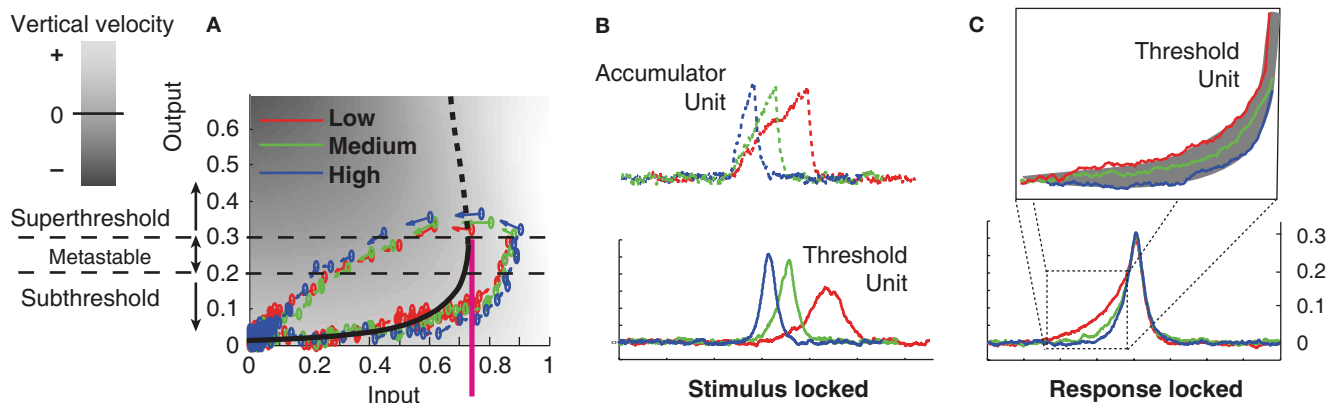 Vertical velocity
+
0
−
A
Output
0.6
0.5
0.4
0.3
0.2
0.1
0
Low
Medium
High
Superthreshold
Metastable
Subthreshold
0 0.2 0.4 0.6 0.8 1
Input
B
Accumulator
Unit
Threshold
Unit
Stimulus locked
C
Threshold
Unit
0.3
0.2
0.1
0
Response locked